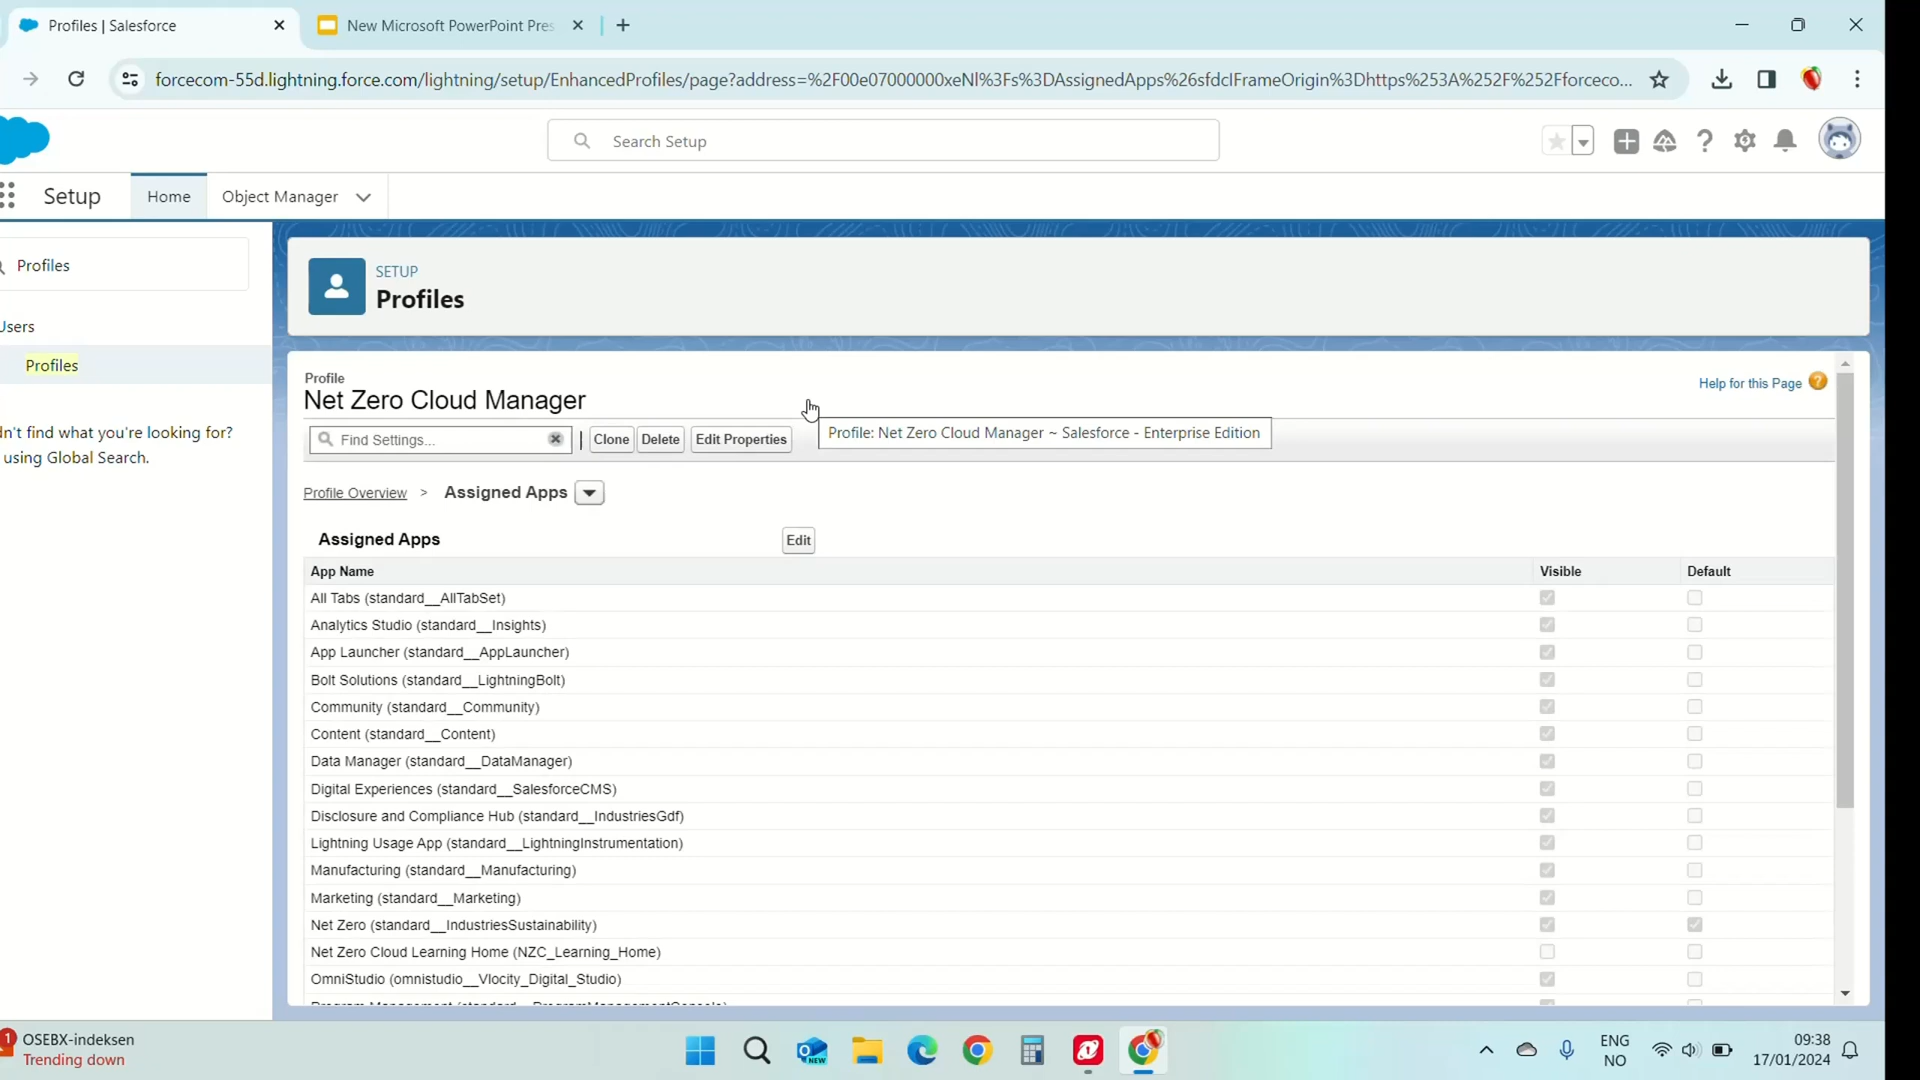 Profiles | Salesforce
New Microsoft PowerPoint Pres
forcecom-55d.lightning.force.com/lightning/setup/EnhancedProfiles/page?address=%2F00e07000000xeNl%3Fs%3DAssignedApps%26sfdcIFrameOrigin%3Dhttps%253A%252F%252Fforceco...
Search Setup
Setup
Home
Object Manager
Profiles
Users
Profiles
n't find what you're looking for?
using Global Search.
SETUP
Profiles
Profile
Net Zero Cloud Manager
Help for this Page ?
Find Settings...
| Clone Delete Edit Properties
Profile: Net Zero Cloud Manager ~ Salesforce - Enterprise Edition
Profile Overview > Assigned Apps
Assigned Apps Edit
App Name Visible Default
All Tabs (standard__AllTabSet)
Analytics Studio (standard__Insights)
App Launcher (standard__AppLauncher)
Bolt Solutions (standard__LightningBolt)
Community (standard__Community)
Content (standard__Content)
Data Manager (standard__DataManager)
Digital Experiences (standard__SalesforceCMS)
Disclosure and Compliance Hub (standard__IndustriesGdf)
Lightning Usage App (standard__LightningInstrumentation)
Manufacturing (standard__Manufacturing)
Marketing (standard__Marketing)
Net Zero (standard__IndustriesSustainability)
Net Zero Cloud Learning Home (NZC_Learning_Home)
OmniStudio (omnistudio__Vlocity_Digital_Studio)
Program Management (standard__ProgramManagementConsole)
1
OSEBX-indeksen
Trending down
NEW
ENG
NO
09:38
17/01/2024